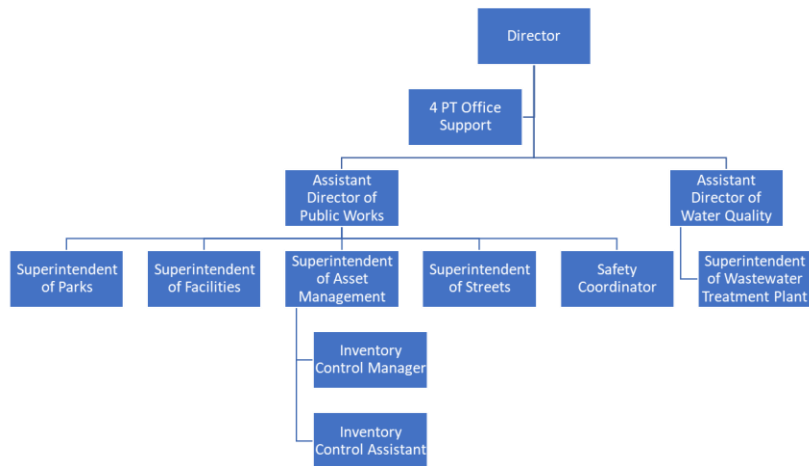 Director
4 PT Office
Support
Assistant
Director of
Public Works
Assistant
Director of
Water Quality
Superintendent
of Parks
Superintendent
of Facilities
Superintendent
of Asset
Management
Superintendent
of Streets
Safety
Coordinator
Superintendent
of Wastewater
Treatment Plant
Inventory
Control Manager
Inventory
Control Assistant